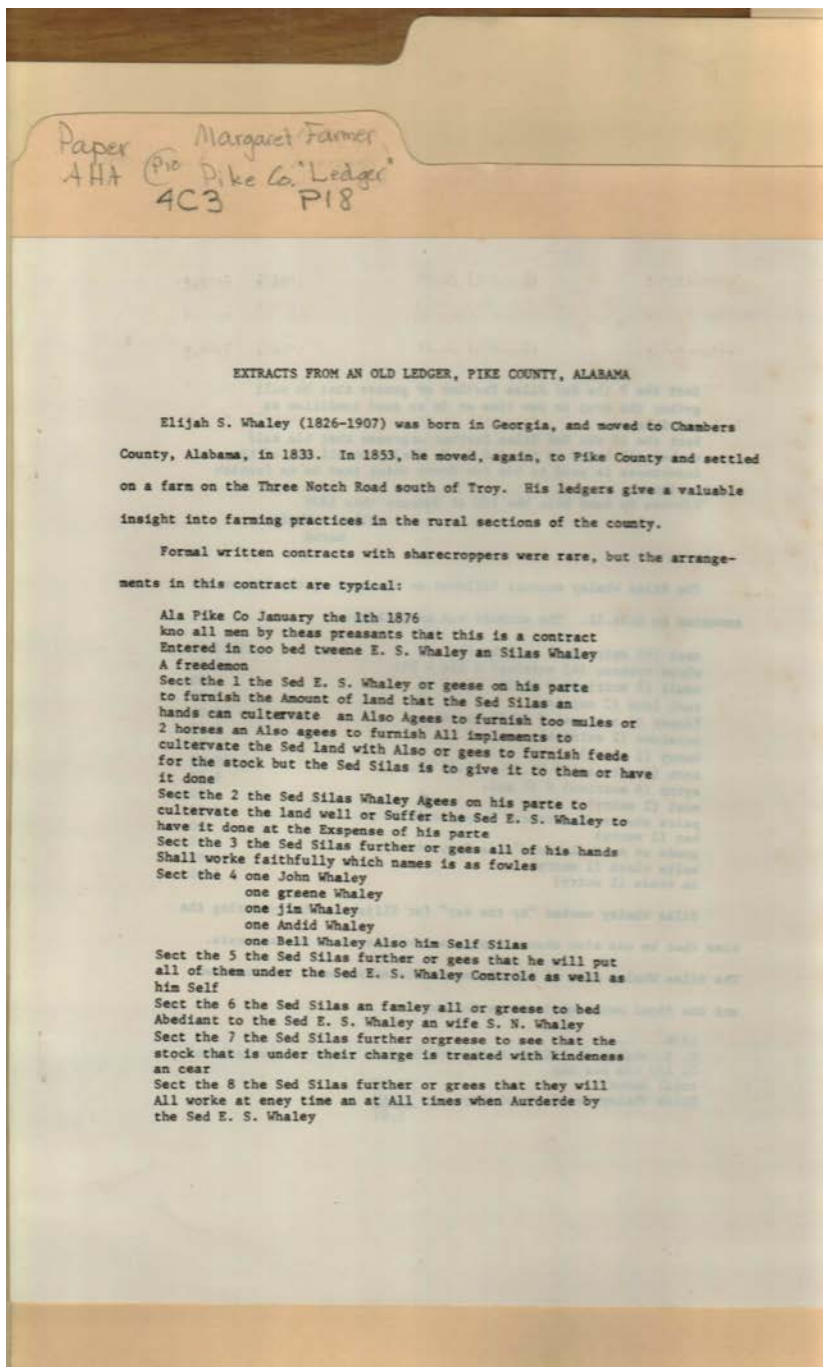 Paper Margaret Farmer
AHA P10 Pike Co. "Ledger"
4C3 P18
EXTRACTS FROM AN OLD LEDGER, PIKE COUNTY, ALABAMA
Elijah S. Whaley (1826-1907) was born in Georgia, and moved to Chambers
County, Alabama, in 1833. In 1853, he moved, again, to Pike County and settled
on a farm on the Three Notch Road south of Troy. His ledgers give a valuable
insight into farming practices in the rural sections of the county.
Formal written contracts with sharecroppers were rare, but the arrange-
ments in this contract are typical:
Ala Pike Co January the 1th 1876
kno all men by theas preasants that this is a contract
Entered in too bed tweene E. S. Whaley an Silas Whaley
A freedemon
Sect the 1 the Sed E. S. Whaley or geese on his parte
to furnish the Amount of land that the Sed Silas an
hands can cultervate an Also Agees to furnish too mules or
2 horses an Also agees to furnish All implements to
cultervate the Sed land with Also or gees to furnish feede
for the stock but the Sed Silas is to give it to them or have
it done
Sect the 2 the Sed Silas Whaley Agees on his parte to
cultervate the land well or Suffer the Sed E. S. Whaley to
have it done at the Exspense of his parte
Sect the 3 the Sed Silas further or gees all of his hands
Shall worke faithfully which names is as fowles
Sect the 4 one John Whaley
one greene Whaley
one jim Whaley
one Andid Whaley
one Bell Whaley Also him Self Silas
Sect the 5 the Sed Silas further or gees that he will put
all of them under the Sed E. S. Whaley Controle as well as
him Self
Sect the 6 the Sed Silas an famley all or greese to bed
Abediant to the Sed E. S. Whaley an wife S. N. Whaley
Sect the 7 the Sed Silas further orgreese to see that the
stock that is under their charge is treated with kindeness
an cear
Sect the 8 the Sed Silas further or grees that they will
All worke at eney time an at All times when Aurderde by
the Sed E. S. Whaley